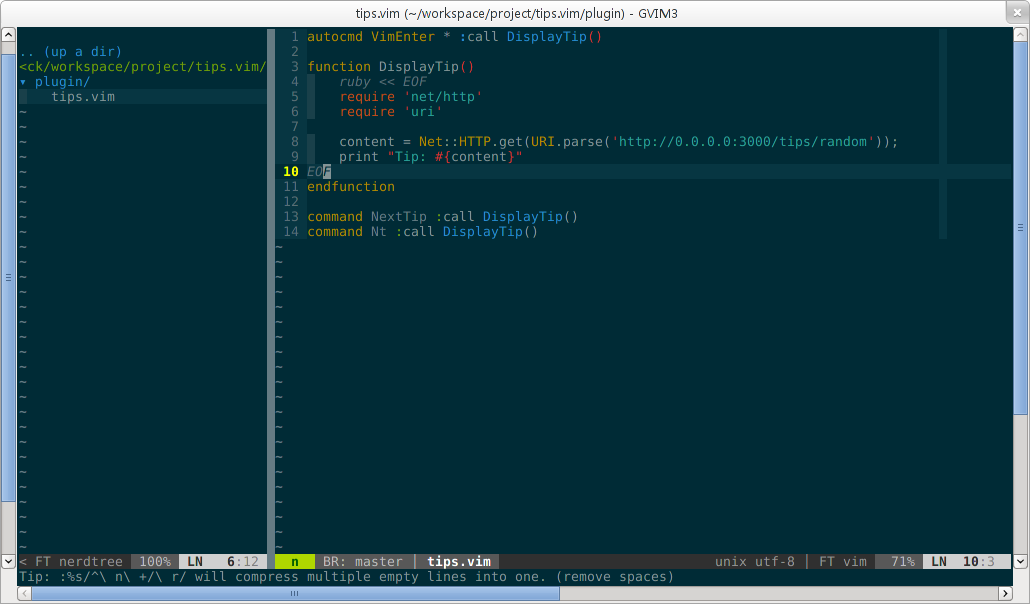 tips.vim (~/workspace/project/tips.vim/plugin) - GVIM3
.. (up a dir)
<ck/workspace/project/tips.vim/
▾ plugin/
tips.vim
1 autocmd VimEnter * :call DisplayTip()
2
3 function DisplayTip()
4 ruby << EOF
5 require 'net/http'
6 require 'uri'
7
8 content = Net::HTTP.get(URI.parse('http://0.0.0.0:3000/tips/random'));
9 print "Tip: #{content}"
10 EOF
11 endfunction
12
13 command NextTip :call DisplayTip()
14 command Nt :call DisplayTip()
< FT nerdtree 100% LN 6:12
n BR: master | tips.vim unix utf-8 | FT vim 71% LN 10:3
Tip: :%s/^\ n\ +/\ r/ will compress multiple empty lines into one. (remove spaces)